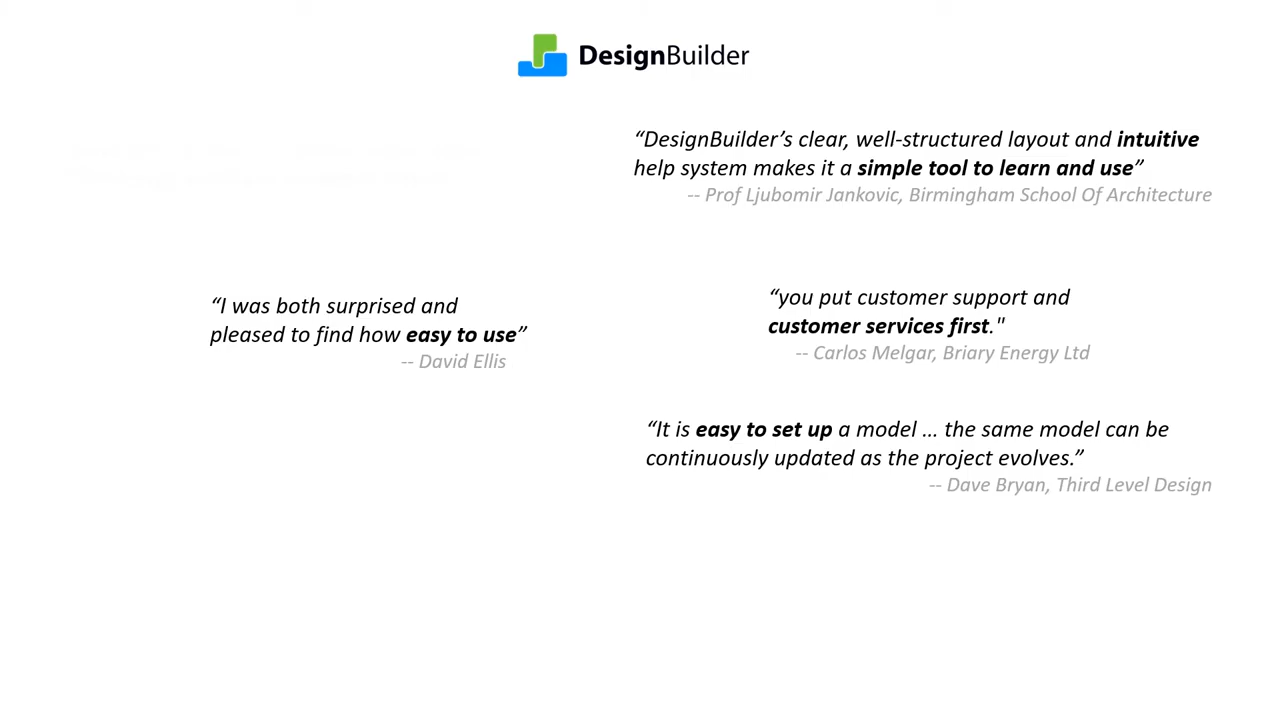 DesignBuilder
“DesignBuilder’s clear, well-structured layout and intuitive
help system makes it a simple tool to learn and use”
-- Prof Ljubomir Jankovic, Birmingham School Of Architecture
“I was both surprised and
pleased to find how easy to use”
-- David Ellis
“you put customer support and
customer services first."
-- Carlos Melgar, Briary Energy Ltd
“It is easy to set up a model ... the same model can be
continuously updated as the project evolves.”
-- Dave Bryan, Third Level Design